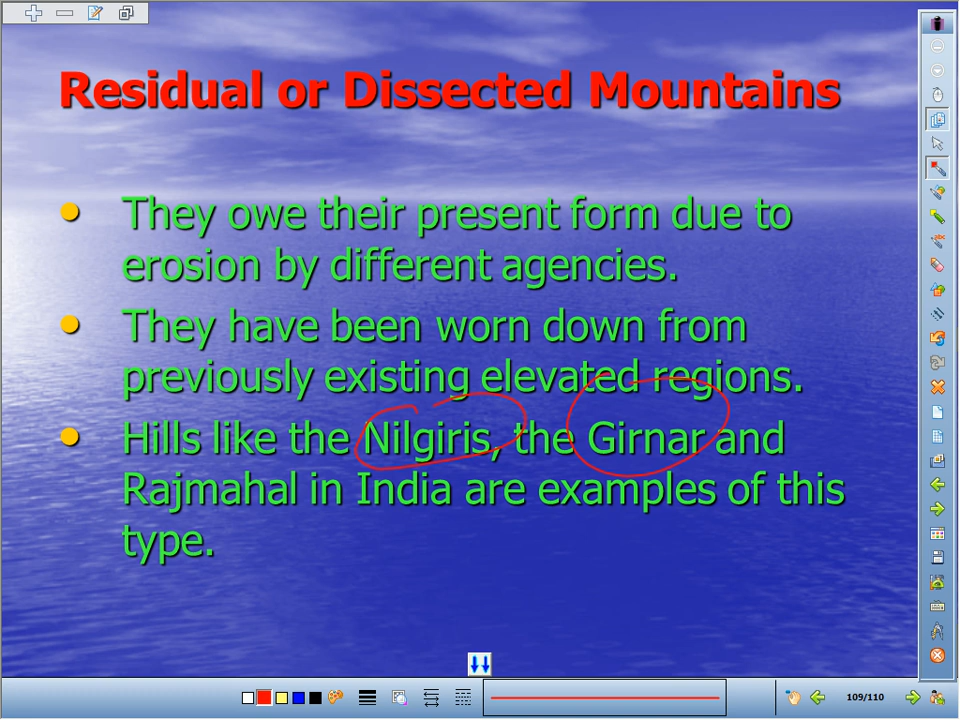 Residual or Dissected Mountains
• They owe their present form due to
erosion by different agencies.
• They have been worn down from
previously existing elevated regions.
• Hills like the Nilgiris, the Girnar and
Rajmahal in India are examples of this
type.
109/110